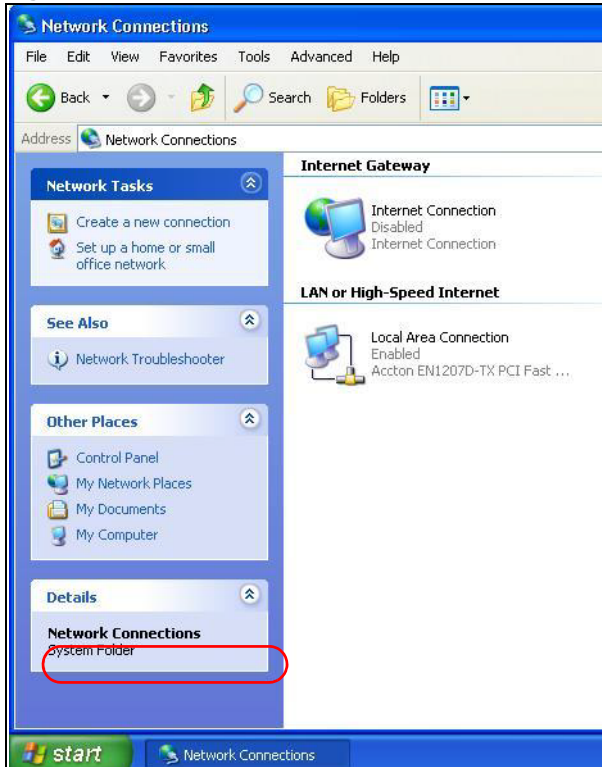 Network Connections
File Edit View Favorites Tools Advanced Help
Back Search Folders
Address Network Connections
Network Tasks
Create a new connection
Set up a home or small
office network
See Also
Network Troubleshooter
Other Places
Control Panel
My Network Places
My Documents
My Computer
Details
Network Connections
System Folder
Internet Gateway
Internet Connection
Disabled
Internet Connection
LAN or High-Speed Internet
Local Area Connection
Enabled
Accton EN1207D-TX PCI Fast ...
start Network Connections